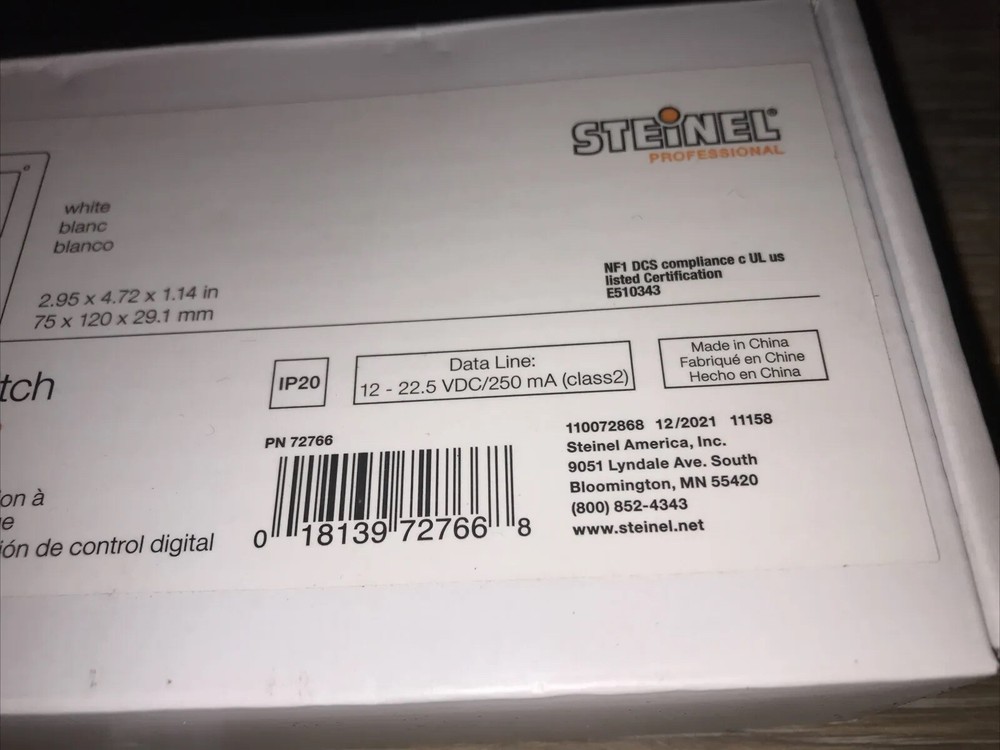 STEINEL®
PROFESSIONAL
white
blanc
blanco
2.95 x 4.72 x 1.14 in
75 x 120 x 29.1 mm
NF1 DCS compliance c UL us
listed Certification
E510343
tch
IP20
Data Line:
12 - 22.5 VDC/250 mA (class2)
Made in China
Fabriqué en Chine
Hecho en China
on à
e
ión de control digital
PN 72766
0 18139 72766 8
110072868 12/2021 11158
Steinel America, Inc.
9051 Lyndale Ave. South
Bloomington, MN 55420
(800) 852-4343
www.steinel.net